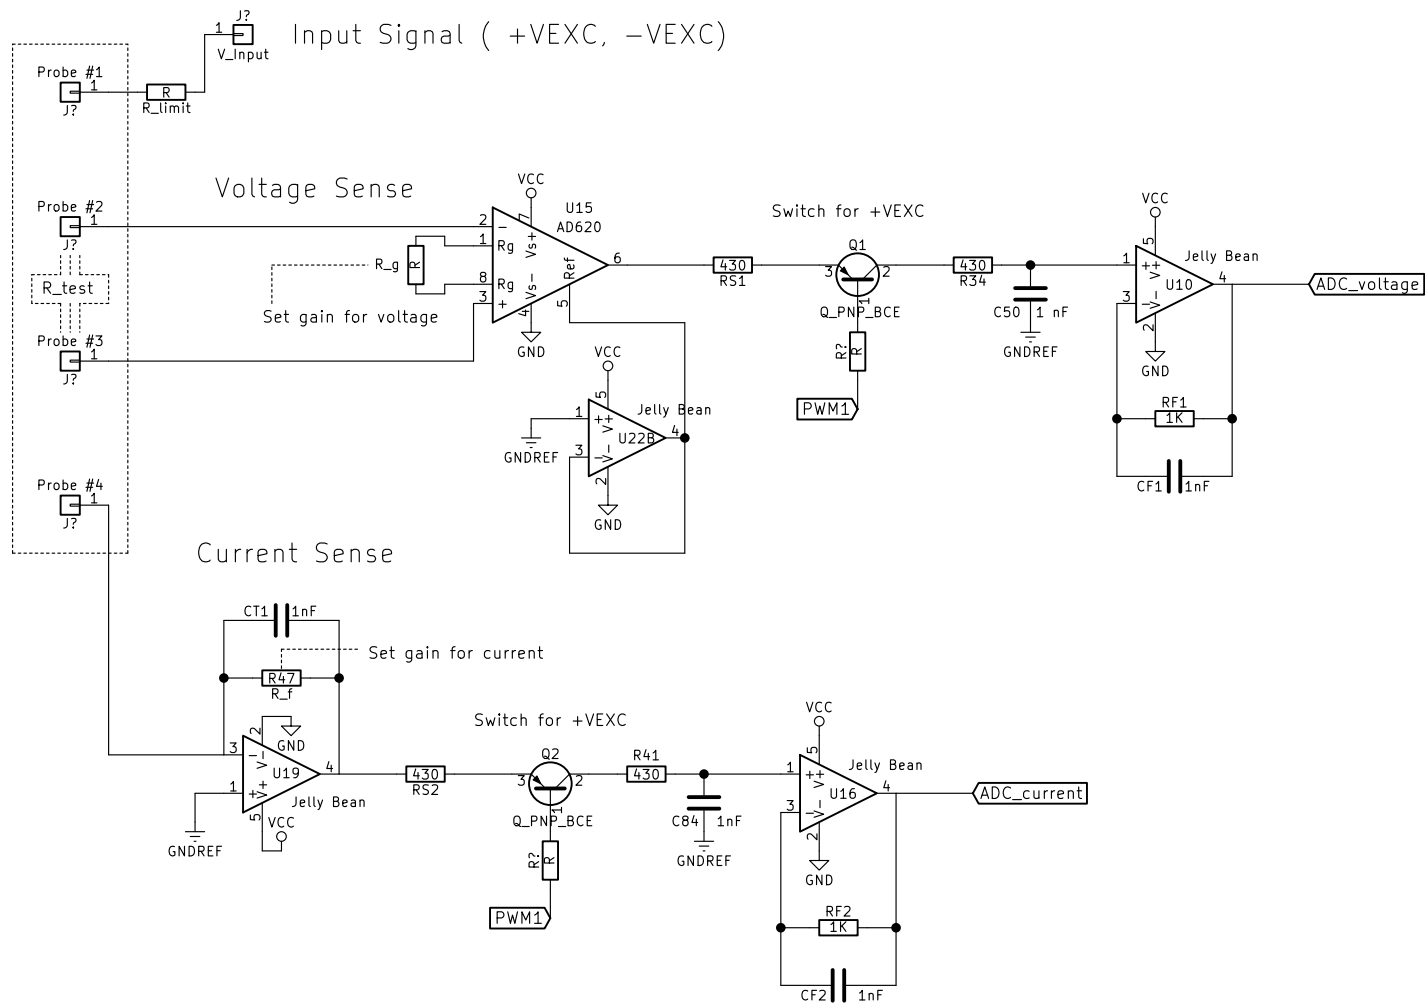 J?
1
V_Input
Input Signal ( +VEXC, −VEXC)
Probe #1
1
J?
R
R_limit
Voltage Sense
Probe #2
1
J?
R_test
Probe #3
1
J?
R_g
R
Set gain for voltage
VCC
7
U15
AD620
2
−
1
Rg
8
Rg
3
+
Vs+
Vs−
Ref
6
4
5
GND
430
RS1
Switch for +VEXC
Q1
3
2
1
Q_PNP_BCE
R?
R
PWM1
430
R34
C50
1 nF
GNDREF
VCC
5
Jelly Bean
1
+
V+
U10
4
3
−
V−
2
GND
ADC_voltage
RF1
1K
CF1
1nF
VCC
5
Jelly Bean
1
+
V+
U22B
4
3
−
V−
2
GND
GNDREF
Probe #4
1
J?
Current Sense
CT1
1nF
Set gain for current
R47
R_f
2
GND
3
−
V−
U19
4
1
+
V+
5
Jelly Bean
VCC
GNDREF
430
RS2
Switch for +VEXC
Q2
3
2
1
Q_PNP_BCE
R?
R
PWM1
R41
430
C84
1nF
GNDREF
VCC
5
Jelly Bean
1
+
V+
U16
4
3
−
V−
2
GND
ADC_current
RF2
1K
CF2
1nF